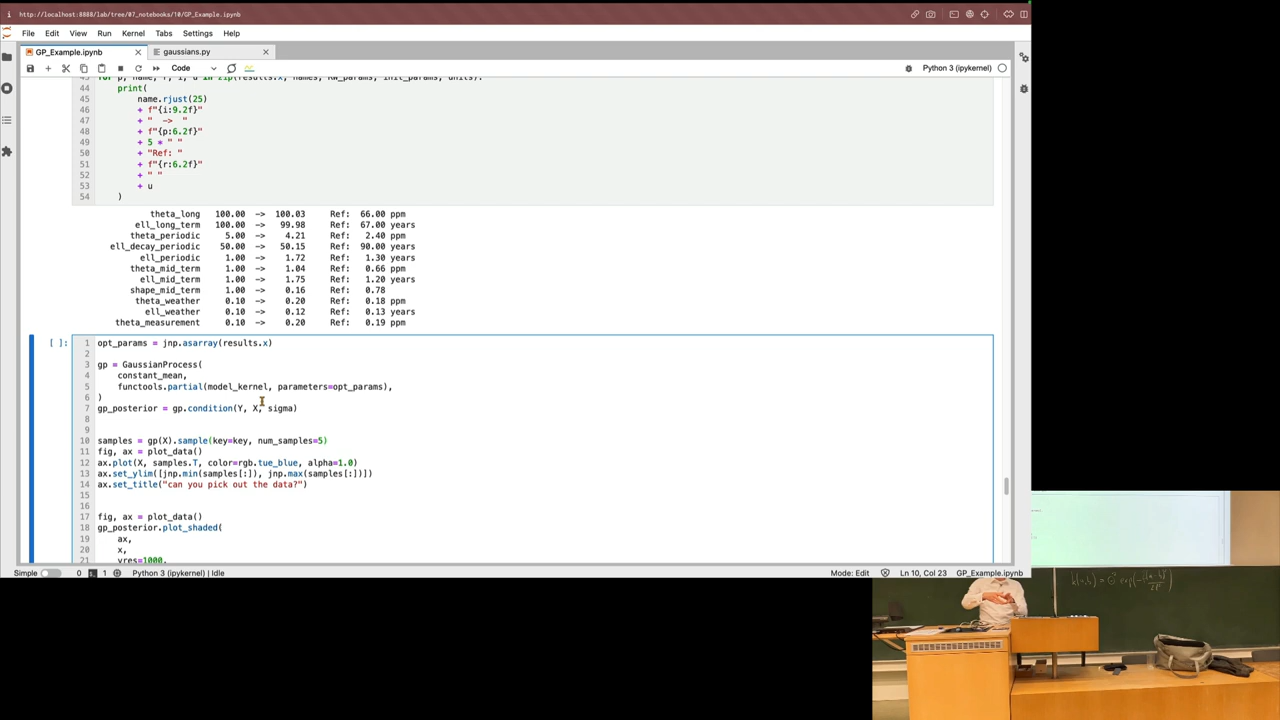 http://localhost:8888/lab/tree/07_notebooks/10/GP_Example.ipynb
File Edit View Run Kernel Tabs Settings Help
GP_Example.ipynb gaussians.py
Code Python 3 (ipykernel)
44 print(
45 name.rjust(25)
46 + f"{i:9.2f}"
47 + " -> "
48 + f"{p:6.2f}"
49 + 5 * " "
50 + "Ref: "
51 + f"{r:6.2f}"
52 + " "
53 + u
54 )
theta_long 100.00 -> 100.03 Ref: 66.00 ppm
ell_long_term 100.00 -> 99.98 Ref: 67.00 years
theta_periodic 5.00 -> 4.21 Ref: 2.40 ppm
ell_decay_periodic 50.00 -> 50.15 Ref: 90.00 years
ell_periodic 1.00 -> 1.72 Ref: 1.30 years
theta_mid_term 1.00 -> 1.04 Ref: 0.66 ppm
ell_mid_term 1.00 -> 1.75 Ref: 1.20 years
shape_mid_term 1.00 -> 0.16 Ref: 0.78
theta_weather 0.10 -> 0.20 Ref: 0.18 ppm
ell_weather 0.10 -> 0.12 Ref: 0.13 years
theta_measurement 0.10 -> 0.20 Ref: 0.19 ppm
[ ]: 1 opt_params = jnp.asarray(results.x)
2
3 gp = GaussianProcess(
4 constant_mean,
5 functools.partial(model_kernel, parameters=opt_params),
6 )
7 gp_posterior = gp.condition(Y, X, sigma)
8
9
10 samples = gp(X).sample(key=key, num_samples=5)
11 fig, ax = plot_data()
12 ax.plot(X, samples.T, color=rgb.tue_blue, alpha=1.0)
13 ax.set_ylim([jnp.min(samples[:]), jnp.max(samples[:])])
14 ax.set_title("can you pick out the data?")
15
16
17 fig, ax = plot_data()
18 gp_posterior.plot_shaded(
19 ax,
20 x,
21 yres=1000,
Simple 0 1 Python 3 (ipykernel) | Idle Mode: Edit Ln 10, Col 23 GP_Example.ipynb